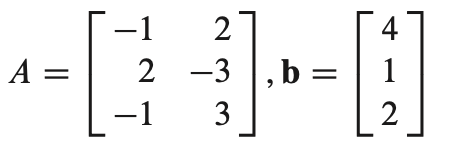 A = [ -1 2 ; 2 -3 ; -1 3 ], b = [ 4 ; 1 ; 2 ]